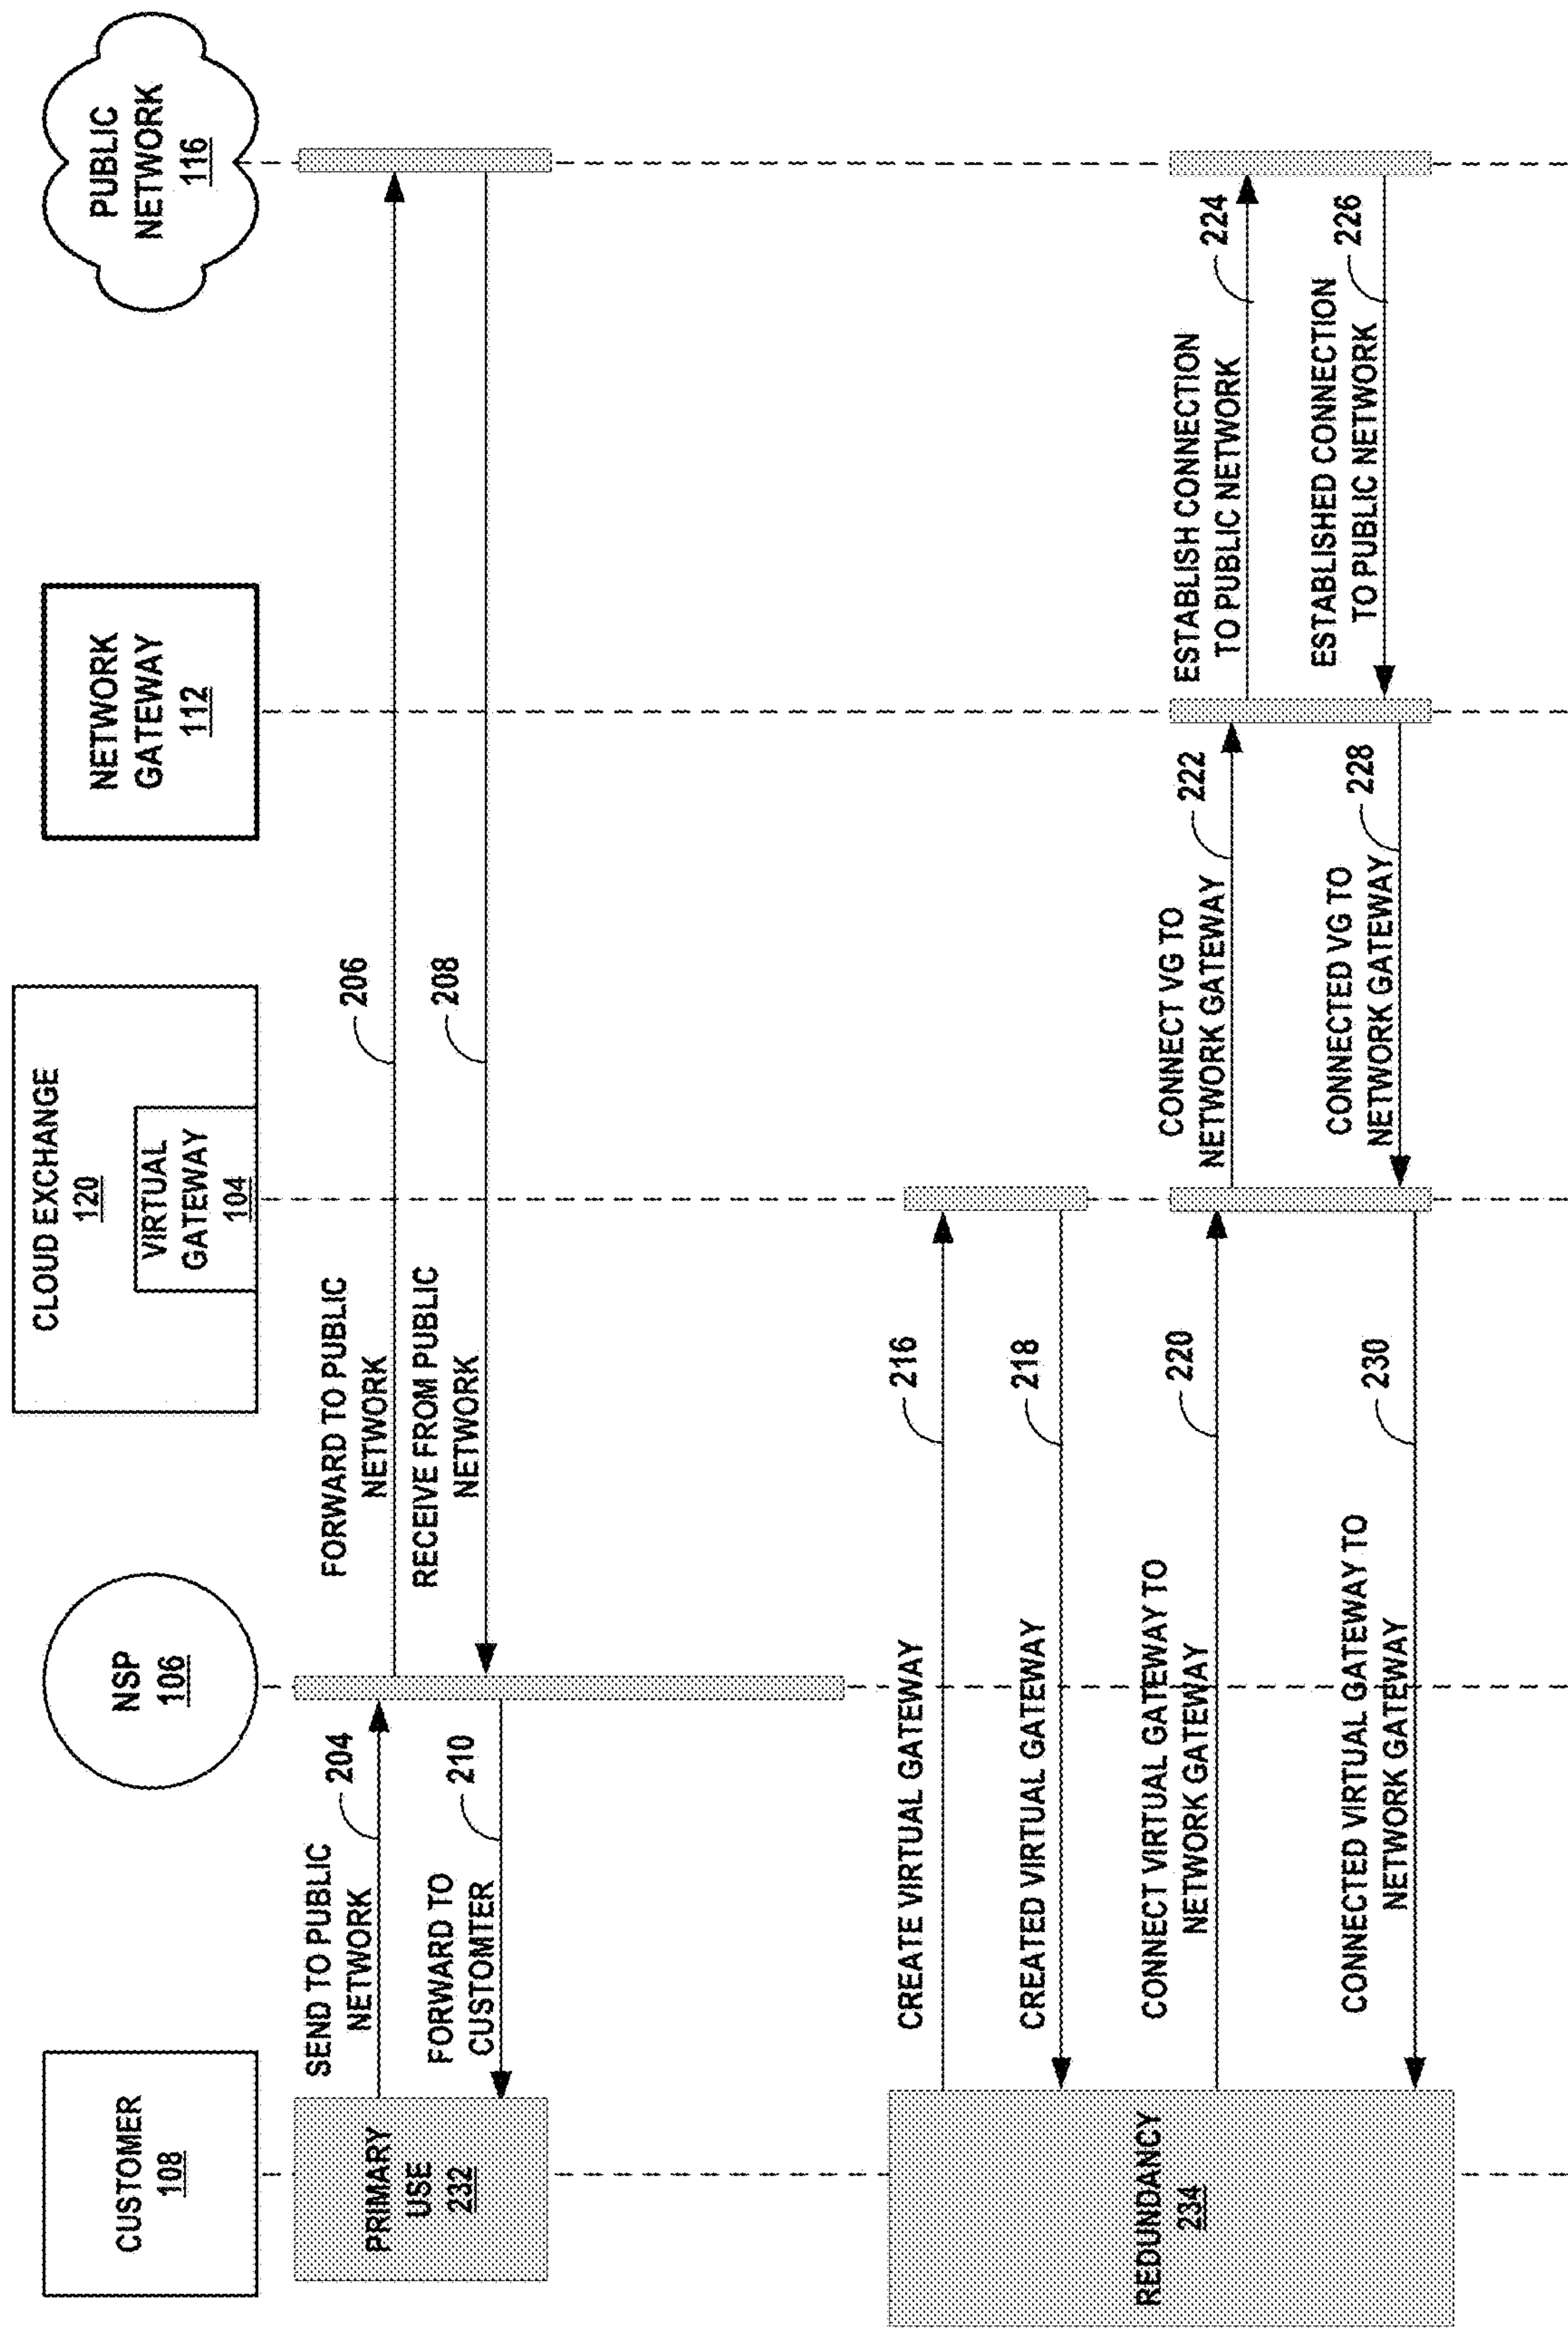 CUSTOMER
108
NSP
106
CLOUD EXCHANGE
120
VIRTUAL
GATEWAY
104
NETWORK
GATEWAY
112
PUBLIC
NETWORK
116
PRIMARY
USE
232
SEND TO PUBLIC
NETWORK
204
FORWARD TO PUBLIC
NETWORK
206
RECEIVE FROM PUBLIC
NETWORK
208
FORWARD TO
CUSTOMTER
210
REDUNDANCY
234
CREATE VIRTUAL GATEWAY
216
CREATED VIRTUAL GATEWAY
218
CONNECT VIRTUAL GATEWAY TO
NETWORK GATEWAY
220
CONNECT VG TO
NETWORK GATEWAY
222
ESTABLISH CONNECTION
TO PUBLIC NETWORK
224
ESTABLISHED CONNECTION
TO PUBLIC NETWORK
226
CONNECTED VG TO
NETWORK GATEWAY
228
CONNECTED VIRTUAL GATEWAY TO
NETWORK GATEWAY
230